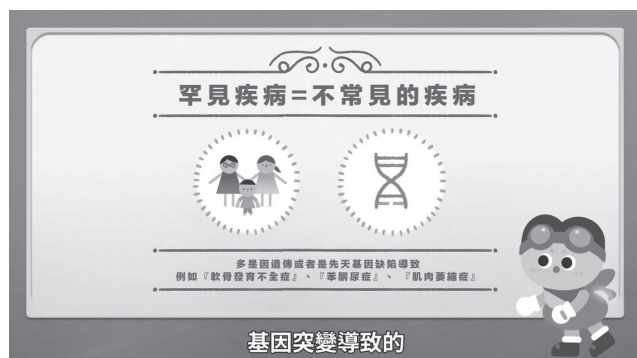 罕見疾病=不常見的疾病
多是因遺傳或者是先天基因缺陷導致
例如『軟骨發育不全症』、『苯酮尿症』、『肌肉萎縮症』
基因突變導致的